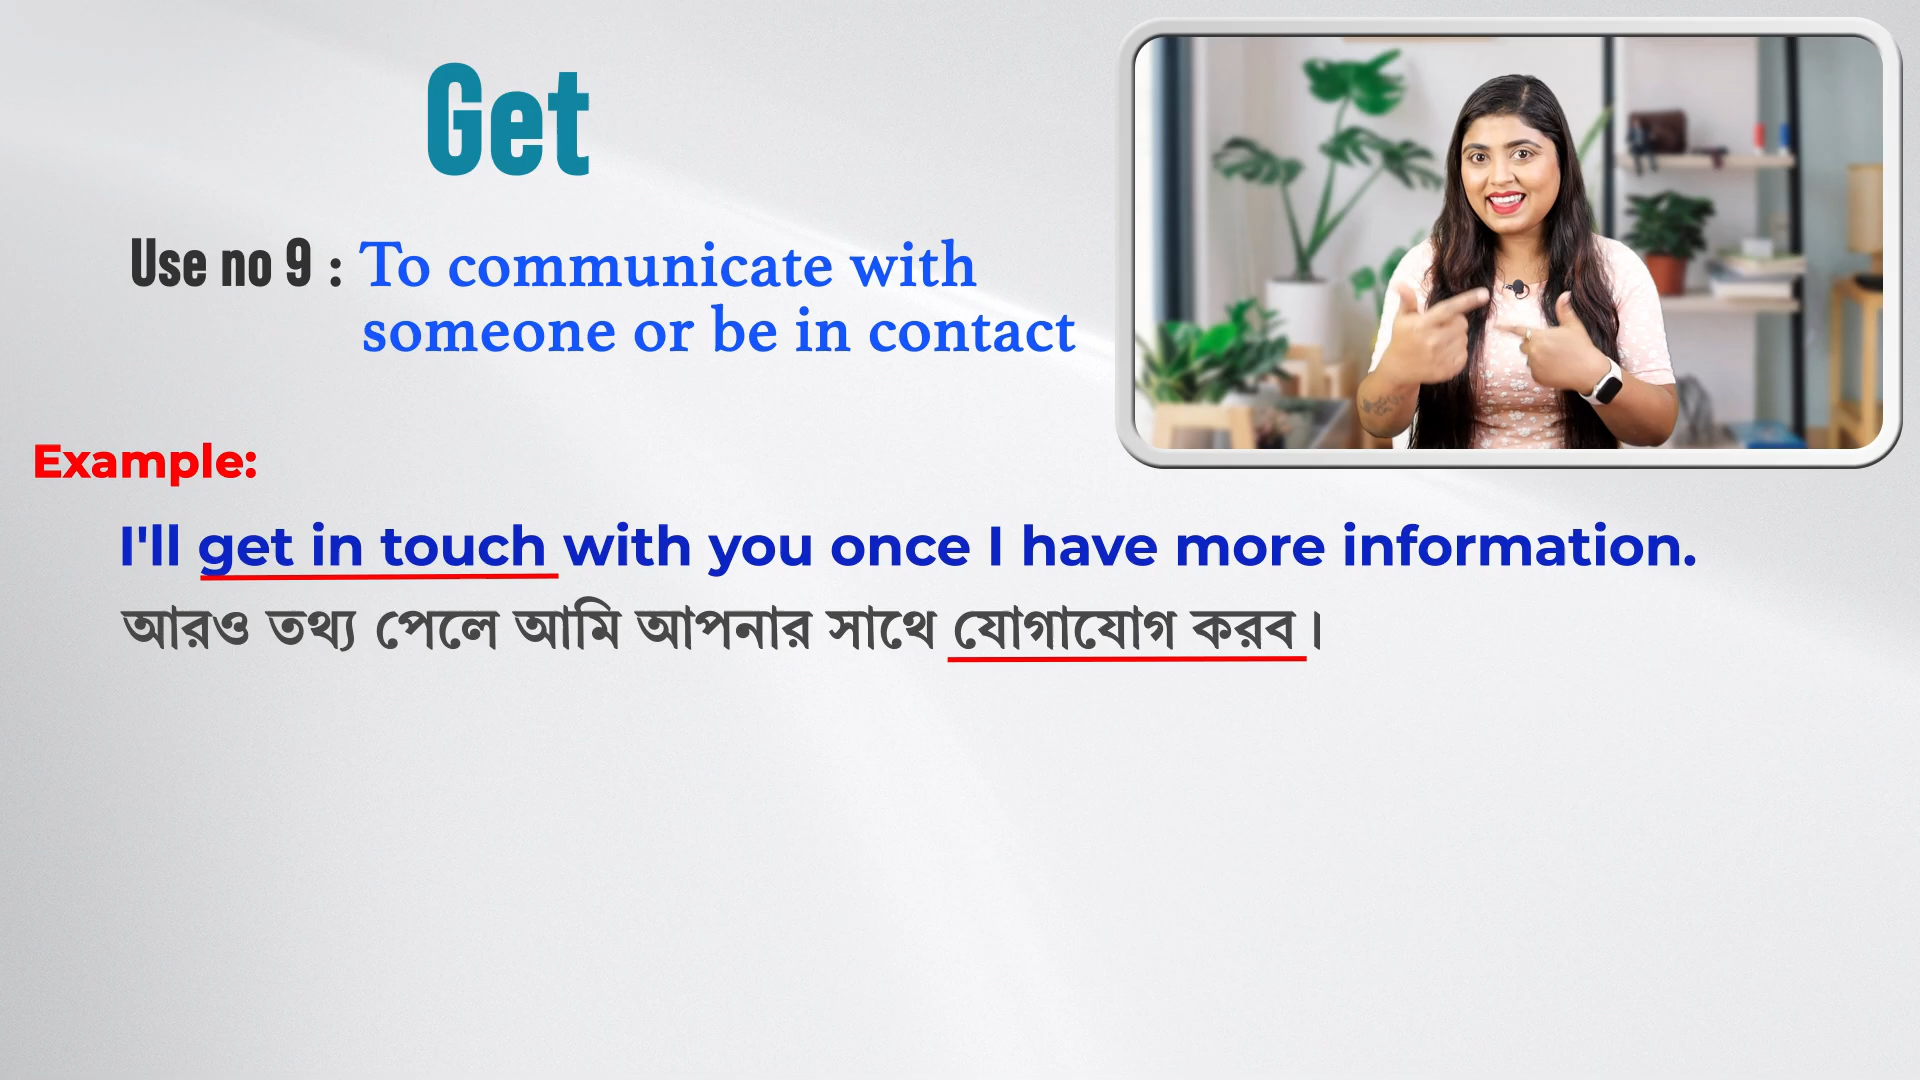 Get
Use no 9 : To communicate with
someone or be in contact
Example:
I'll get in touch with you once I have more information.
আরও তথ্য পেলে আমি আপনার সাথে যোগাযোগ করব।